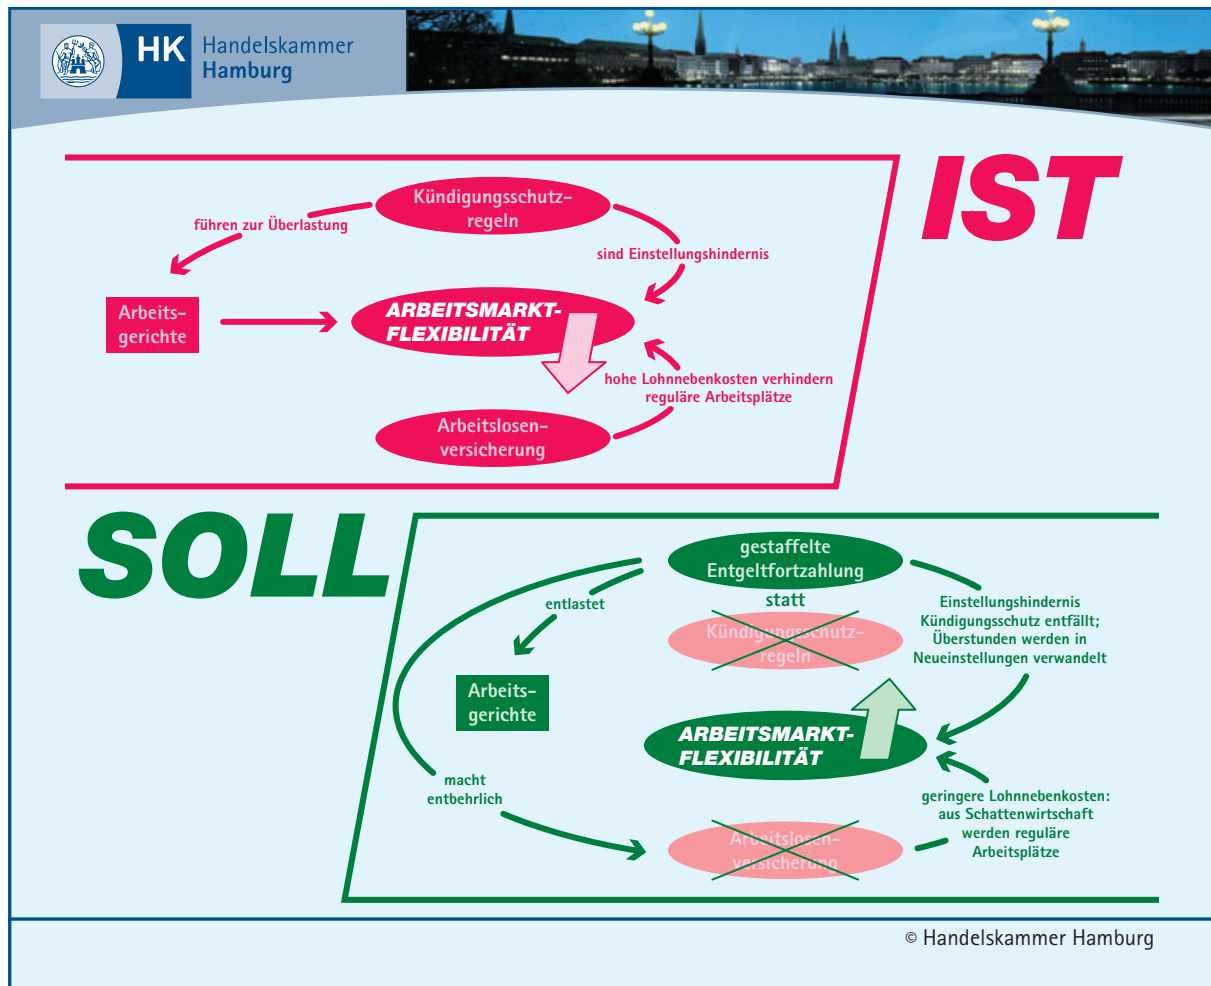 HK
Handelskammer
Hamburg
IST
Kündigungsschutz-
regeln
führen zur Überlastung
sind Einstellungshindernis
Arbeits-
gerichte
ARBEITSMARKT-
FLEXIBILITÄT
hohe Lohnnebenkosten verhindern
reguläre Arbeitsplätze
Arbeitslosen-
versicherung
SOLL
gestaffelte
Entgeltfortzahlung
statt
Kündigungsschutz-
regeln
entlastet
Einstellungshindernis
Kündigungsschutz entfällt;
Überstunden werden in
Neueinstellungen verwandelt
Arbeits-
gerichte
ARBEITSMARKT-
FLEXIBILITÄT
macht
entbehrlich
geringere Lohnnebenkosten:
aus Schattenwirtschaft
werden reguläre
Arbeitsplätze
Arbeitslosen-
versicherung
© Handelskammer Hamburg